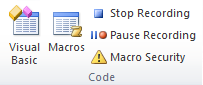 Visual
Basic
Macros
Stop Recording
Pause Recording
Macro Security
Code